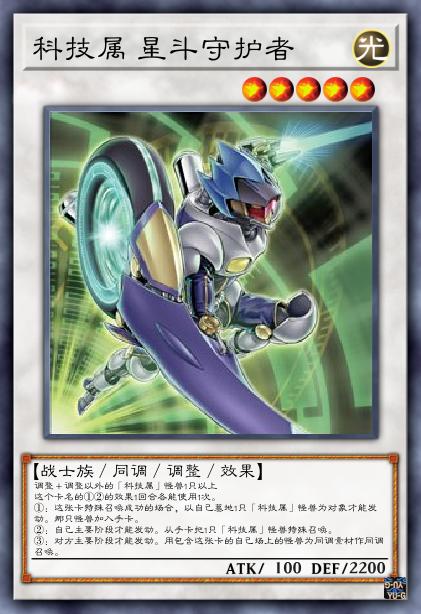 科技属 星斗守护者
光
【战士族／同调／调整／效果】
调整＋调整以外的「科技属」怪兽1只以上
这个卡名的①②的效果1回合各能使用1次。
①：这张卡特殊召唤成功的场合，以自己墓地1只「科技属」怪兽为对象才能发
动。那只怪兽加入手卡。
②：自己主要阶段才能发动。从手卡把1只「科技属」怪兽特殊召唤。
③：对方主要阶段才能发动。用包含这张卡的自己场上的怪兽为同调素材作同调
召唤。
ATK/ 100 DEF/2200